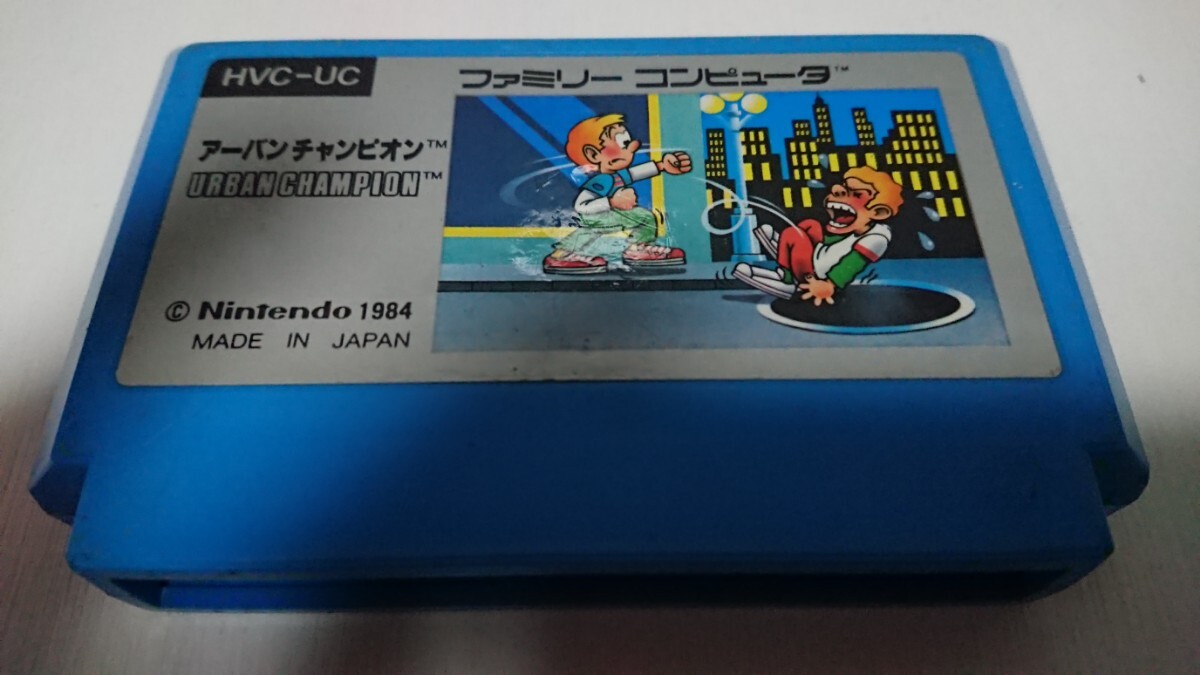 HVC-UC
ファミリー コンピュータ™
アーバンチャンピオン™
URBAN CHAMPION™
© Nintendo 1984
MADE IN JAPAN